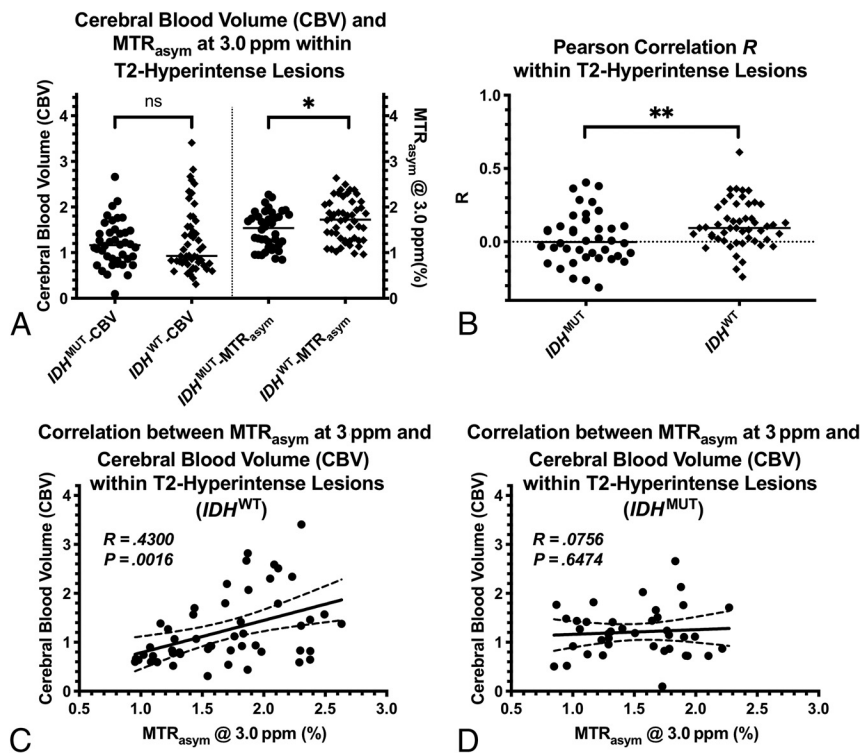 Cerebral Blood Volume (CBV) and
MTRasym at 3.0 ppm within
T2-Hyperintense Lesions
Cerebral Blood Volume (CBV)
4
3
2
1
0
ns
*
4
3
2
1
0
MTRasym @ 3.0 ppm(%)
IDHMUT-CBV
IDHWT-CBV
IDHMUT-MTRasym
IDHWT-MTRasym
A
Pearson Correlation R
within T2-Hyperintense Lesions
R
1.0
0.5
0.0
**
IDHMUT
IDHWT
B
Correlation between MTRasym at 3 ppm and
Cerebral Blood Volume (CBV)
within T2-Hyperintense Lesions
(IDHWT)
Cerebral Blood Volume (CBV)
4
3
2
1
0
R = .4300
P = .0016
0.5
1.0
1.5
2.0
2.5
3.0
MTRasym @ 3.0 ppm (%)
C
Correlation between MTRasym at 3 ppm and
Cerebral Blood Volume (CBV)
within T2-Hyperintense Lesions
(IDHMUT)
Cerebral Blood Volume (CBV)
4
3
2
1
0
R = .0756
P = .6474
0.5
1.0
1.5
2.0
2.5
3.0
MTRasym @ 3.0 ppm (%)
D